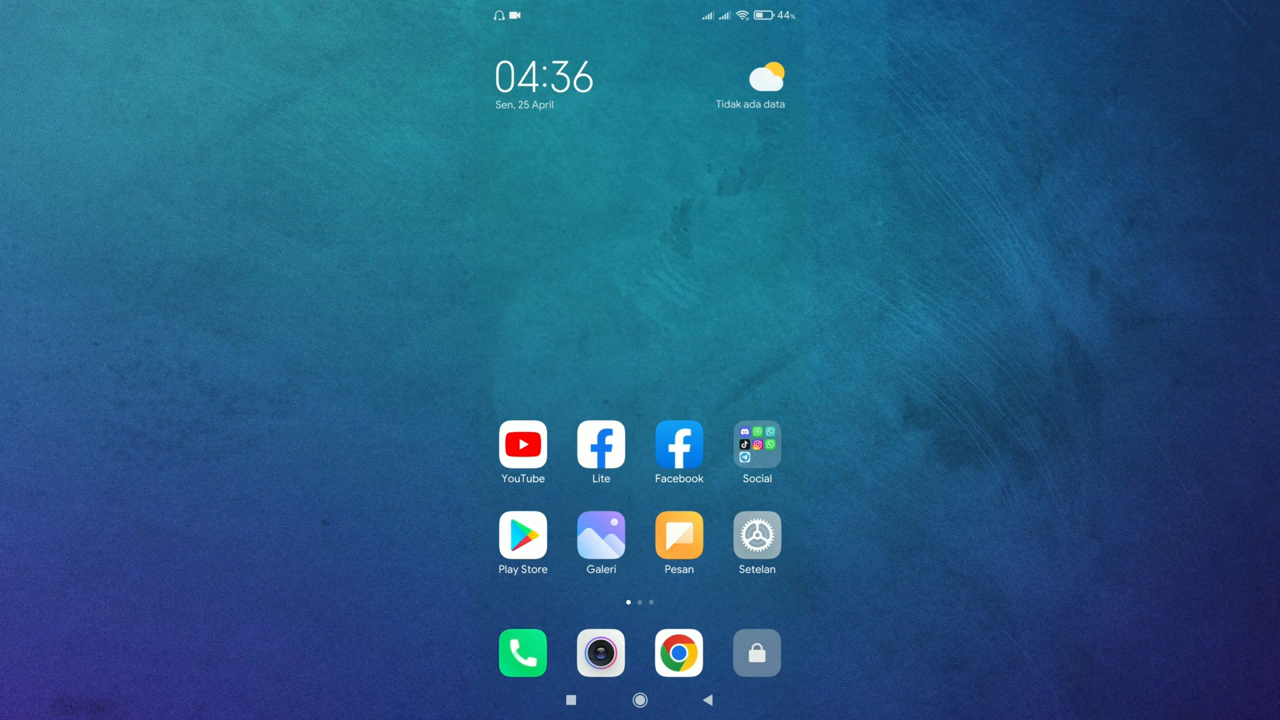 44%
04:36
Sen, 25 April
Tidak ada data
YouTube
Lite
Facebook
Social
Play Store
Galeri
Pesan
Setelan